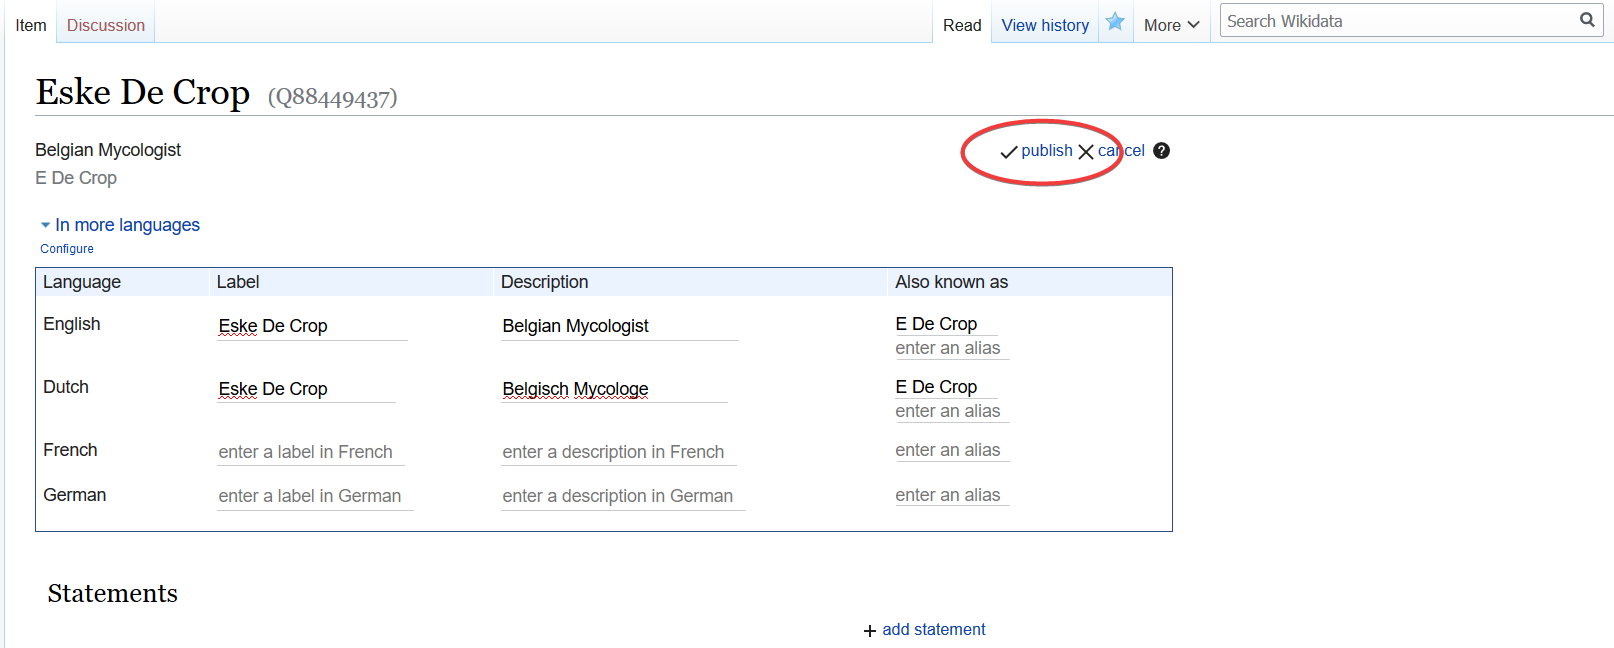 Item Discussion Read View history More Search Wikidata
Eske De Crop (Q88449437)
Belgian Mycologist publish cancel ?
E De Crop
In more languages
Configure
Language Label Description Also known as
English Eske De Crop Belgian Mycologist E De Crop
enter an alias
Dutch Eske De Crop Belgisch Mycologe E De Crop
enter an alias
French enter a label in French enter a description in French enter an alias
German enter a label in German enter a description in German enter an alias
Statements
+ add statement